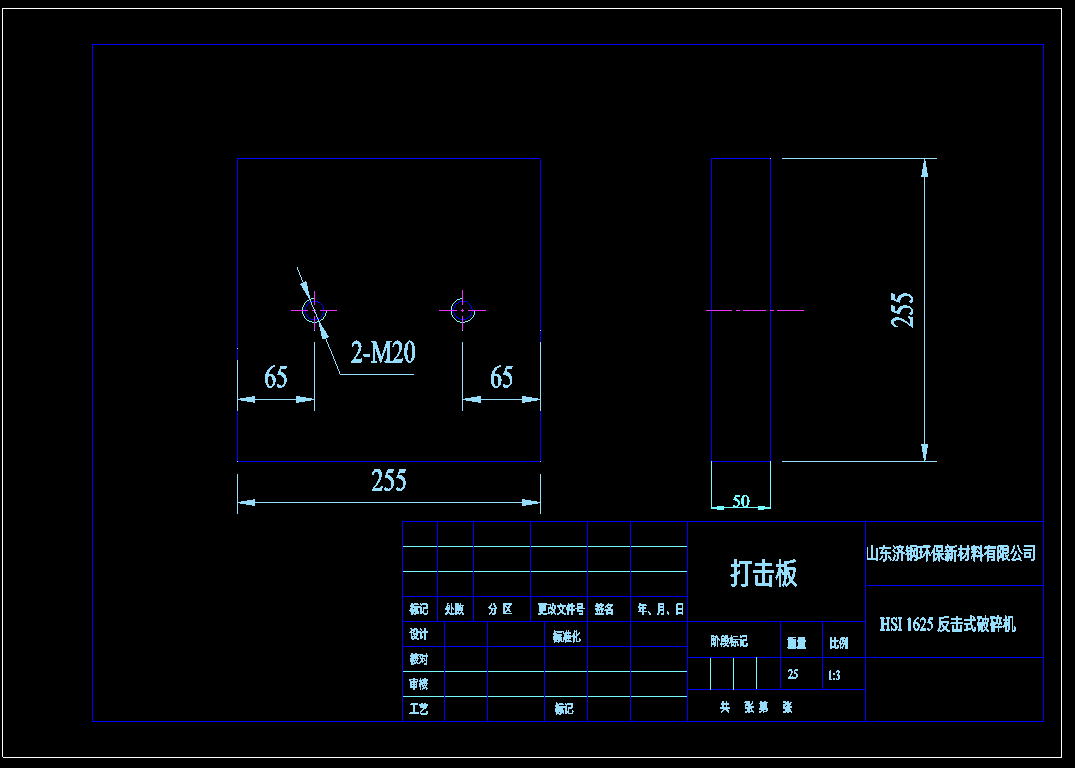 2-M20
65
65
255
255
50
打击板
山东济钢环保新材料有限公司
HSI 1625 反击式破碎机
标记 处数 分 区 更改文件号 签名 年、月、日
设计 标准化
核对
审核
工艺 标记
阶段标记 重量 比例
25 1:3
共 张 第 张